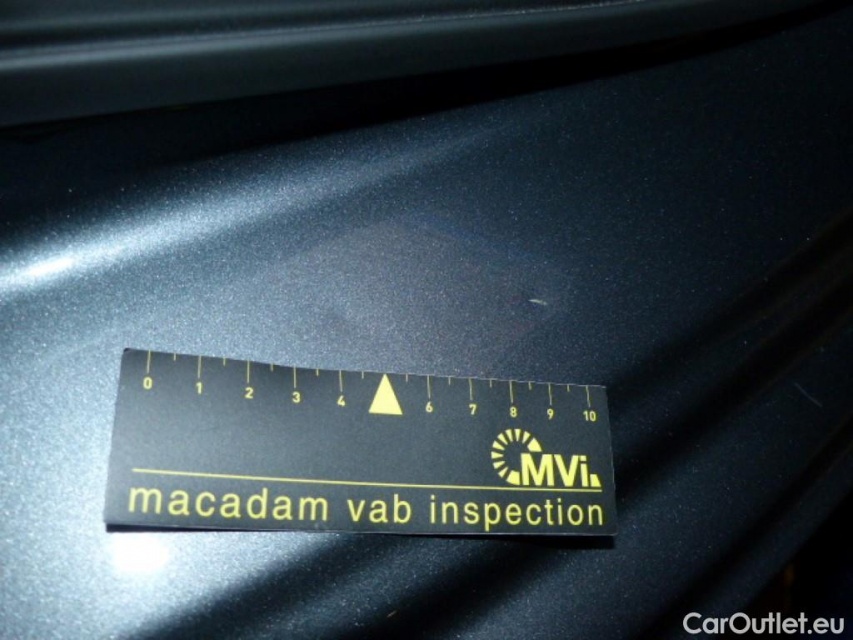 0 1 2 3 4 6 7 8 9 10
MVi
macadam vab inspection
CarOutlet.eu